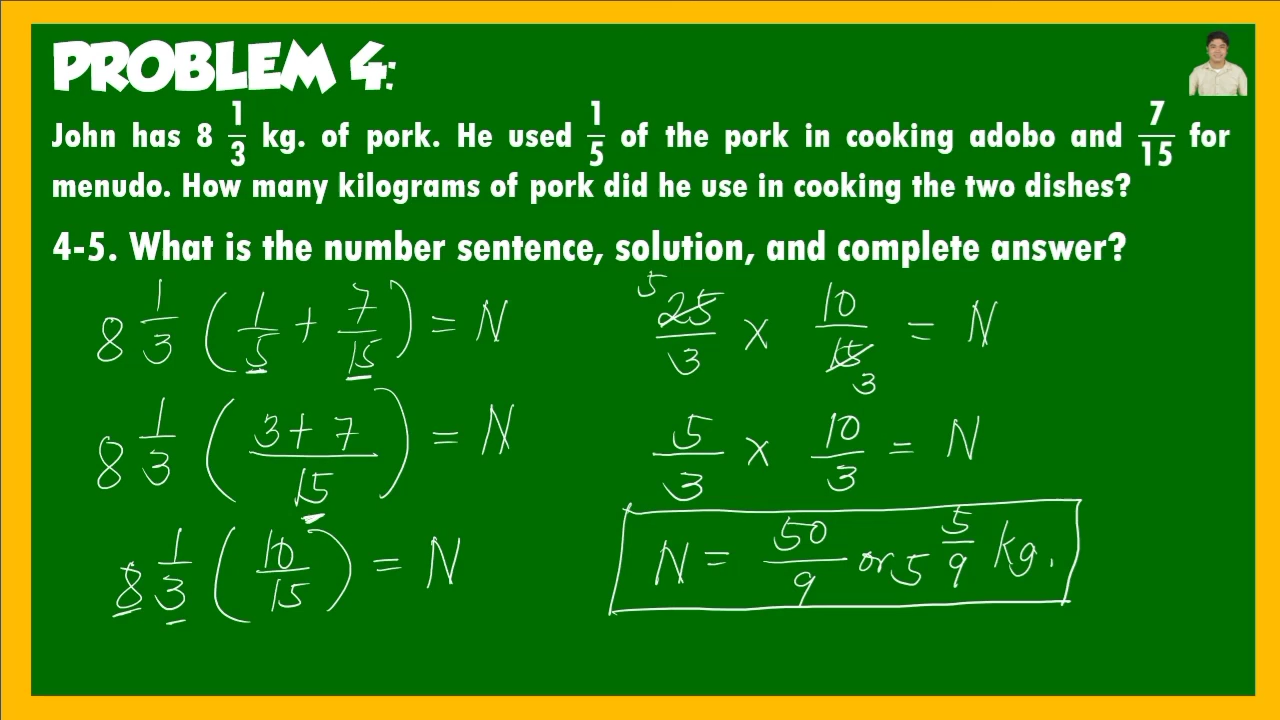 PROBLEM 4:
John has 8 1/3 kg. of pork. He used 1/5 of the pork in cooking adobo and 7/15 for
menudo. How many kilograms of pork did he use in cooking the two dishes?
4-5. What is the number sentence, solution, and complete answer?
8 1/3 (1/5 + 7/15) = N
8 1/3 (3 + 7/15) = N
8 1/3 (10/15) = N
5
25/3 x 10/15 = N
3
5/3 x 10/3 = N
N = 50/9 or 5 5/9 kg.